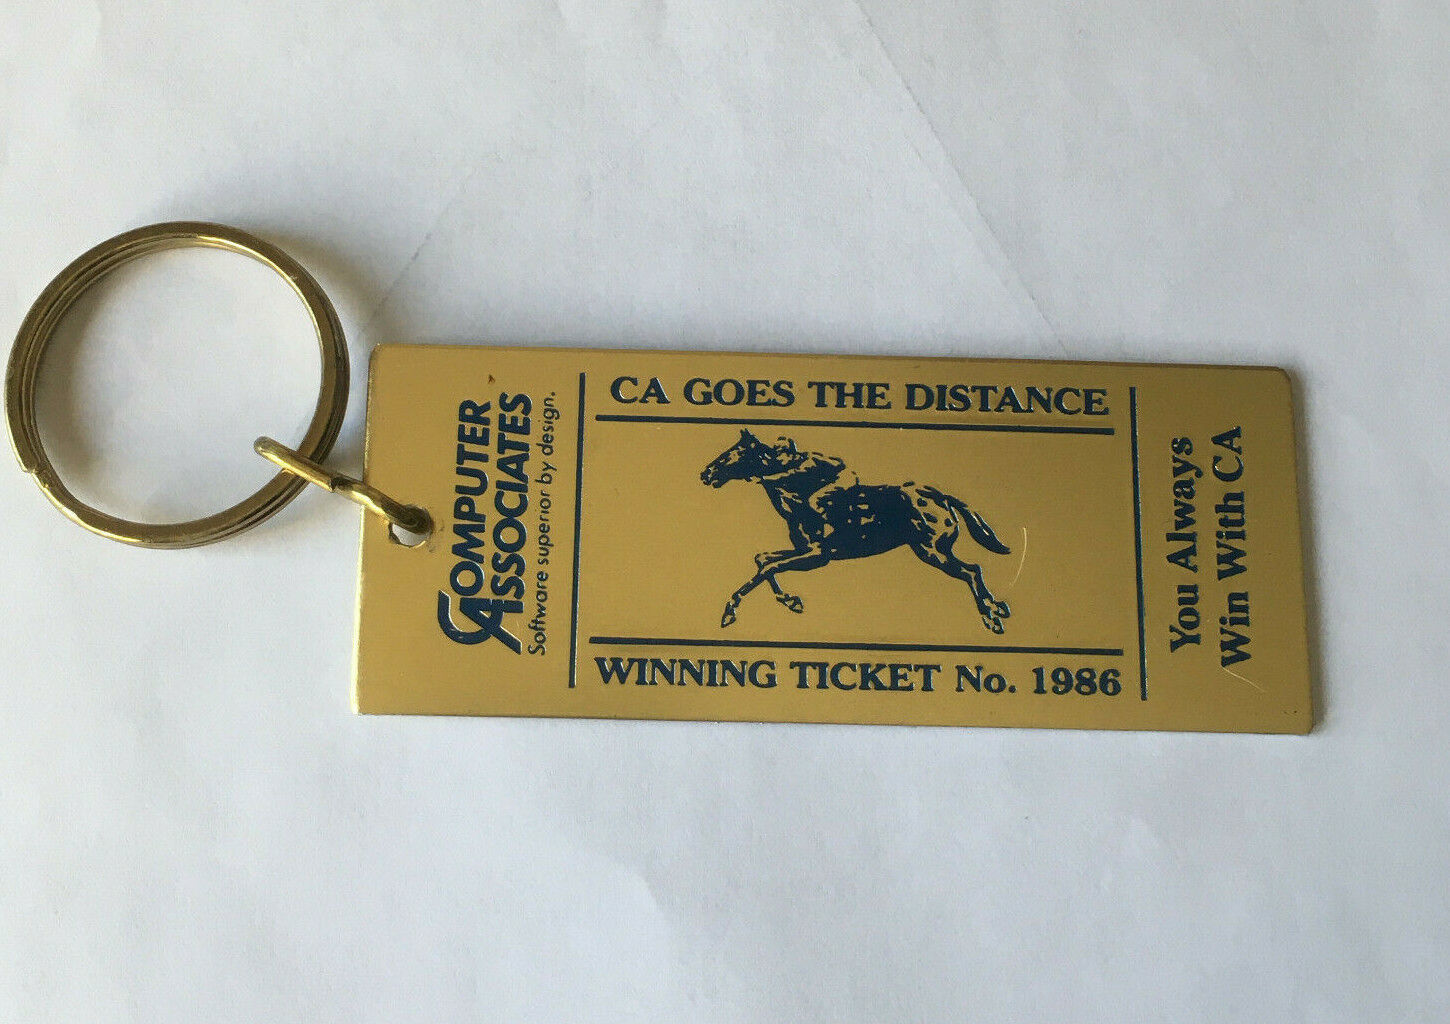 COMPUTER
ASSOCIATES
Software superior by design.
CA GOES THE DISTANCE
WINNING TICKET No. 1986
You Always
Win With CA